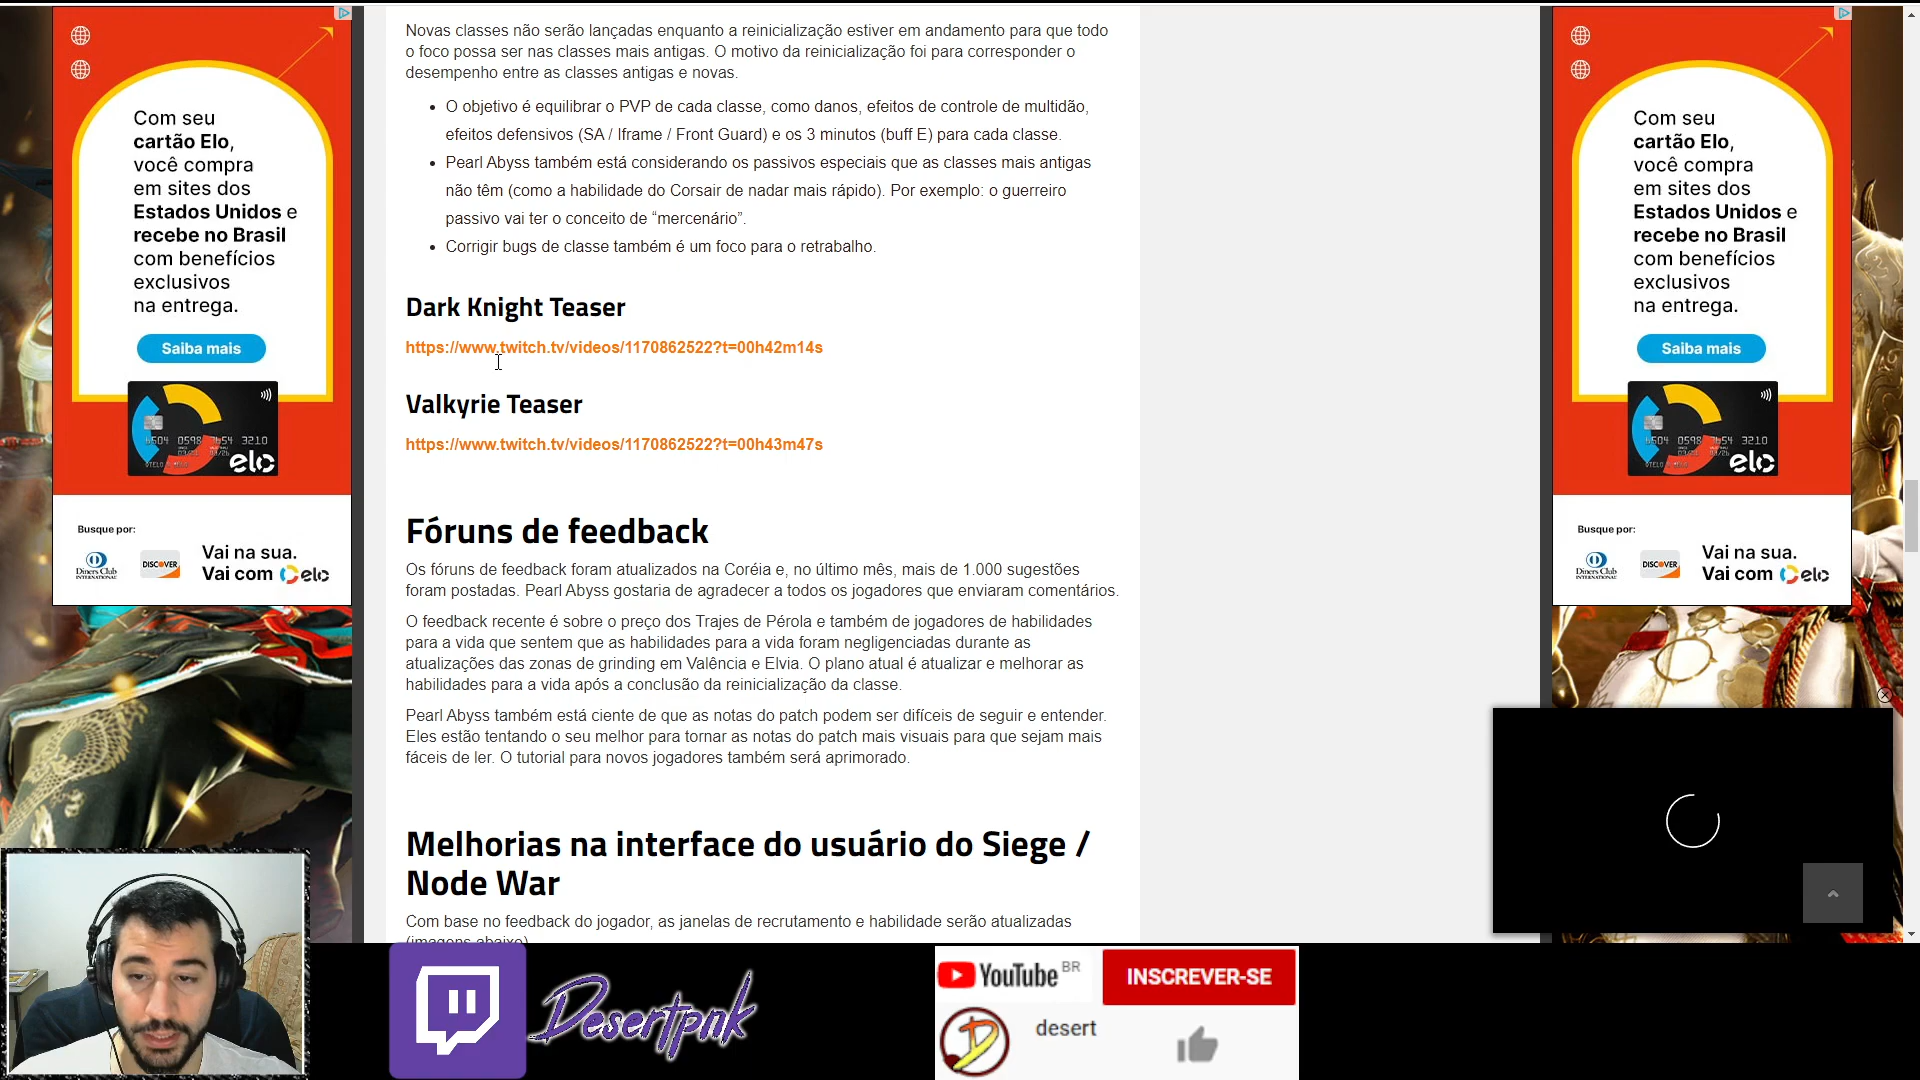 Novas classes não serão lançadas enquanto a reinicialização estiver em andamento para que todo
o foco possa ser nas classes mais antigas. O motivo da reinicialização foi para corresponder o
desempenho entre as classes antigas e novas.
• O objetivo é equilibrar o PVP de cada classe, como danos, efeitos de controle de multidão,
efeitos defensivos (SA / Iframe / Front Guard) e os 3 minutos (buff E) para cada classe.
• Pearl Abyss também está considerando os passivos especiais que as classes mais antigas
não têm (como a habilidade do Corsair de nadar mais rápido). Por exemplo: o guerreiro
passivo vai ter o conceito de “mercenário”.
• Corrigir bugs de classe também é um foco para o retrabalho.
Dark Knight Teaser
https://www.twitch.tv/videos/1170862522?t=00h42m14s
Valkyrie Teaser
https://www.twitch.tv/videos/1170862522?t=00h43m47s
Fóruns de feedback
Os fóruns de feedback foram atualizados na Coréia e, no último mês, mais de 1.000 sugestões
foram postadas. Pearl Abyss gostaria de agradecer a todos os jogadores que enviaram comentários.
O feedback recente é sobre o preço dos Trajes de Pérola e também de jogadores de habilidades
para a vida que sentem que as habilidades para a vida foram negligenciadas durante as
atualizações das zonas de grinding em Valência e Elvia. O plano atual é atualizar e melhorar as
habilidades para a vida após a conclusão da reinicialização da classe.
Pearl Abyss também está ciente de que as notas do patch podem ser difíceis de seguir e entender.
Eles estão tentando o seu melhor para tornar as notas do patch mais visuais para que sejam mais
fáceis de ler. O tutorial para novos jogadores também será aprimorado.
Melhorias na interface do usuário do Siege /
Node War
Com base no feedback do jogador, as janelas de recrutamento e habilidade serão atualizadas
(imagens abaixo)
Com seu
cartão Elo,
você compra
em sites dos
Estados Unidos e
recebe no Brasil
com benefícios
exclusivos
na entrega.
Saiba mais
elo
Busque por:
Diners Club
INTERNATIONAL
DISCOVER
Vai na sua.
Vai com elo
Com seu
cartão Elo,
você compra
em sites dos
Estados Unidos e
recebe no Brasil
com benefícios
exclusivos
na entrega.
Saiba mais
elo
Busque por:
Diners Club
INTERNATIONAL
DISCOVER
Vai na sua.
Vai com elo
Desertpnk
YouTube BR
INSCREVER-SE
desert